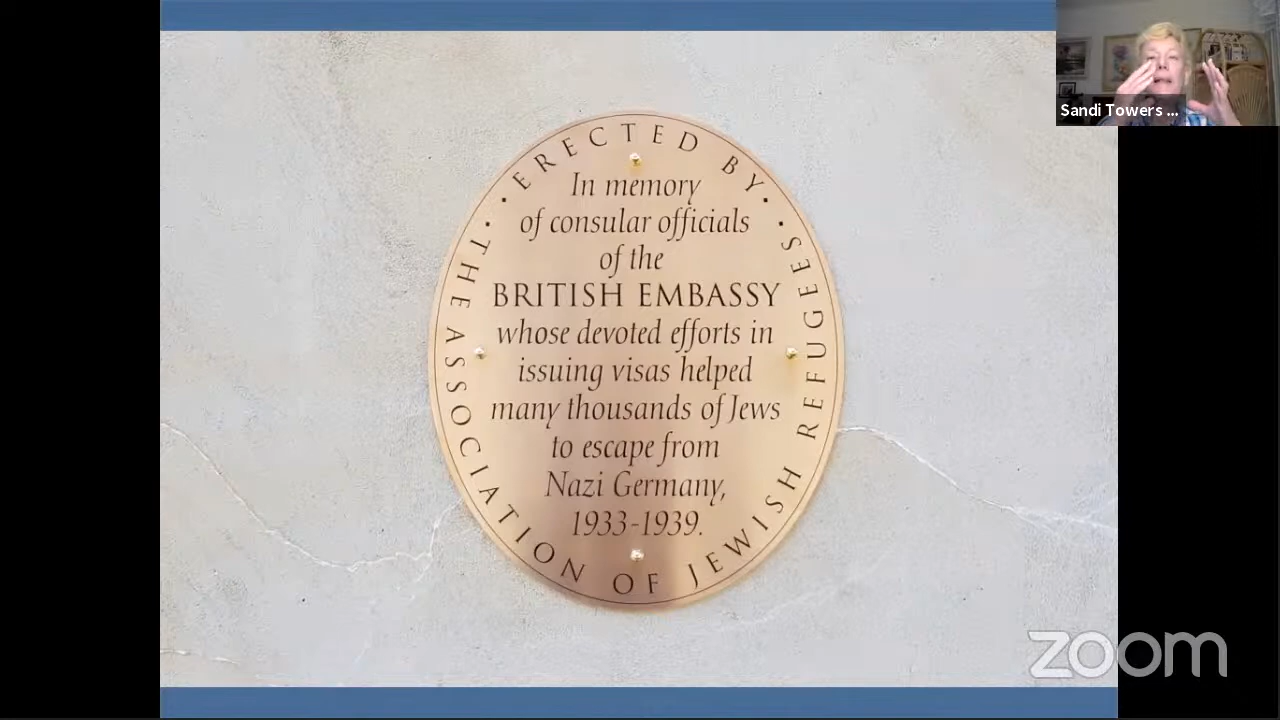 Sandi Towers ...
· ERECTED BY ·
· THE ASSOCIATION OF JEWISH REFUGEES ·
In memory
of consular officials
of the
BRITISH EMBASSY
whose devoted efforts in
issuing visas helped
many thousands of Jews
to escape from
Nazi Germany,
1933-1939.
zoom